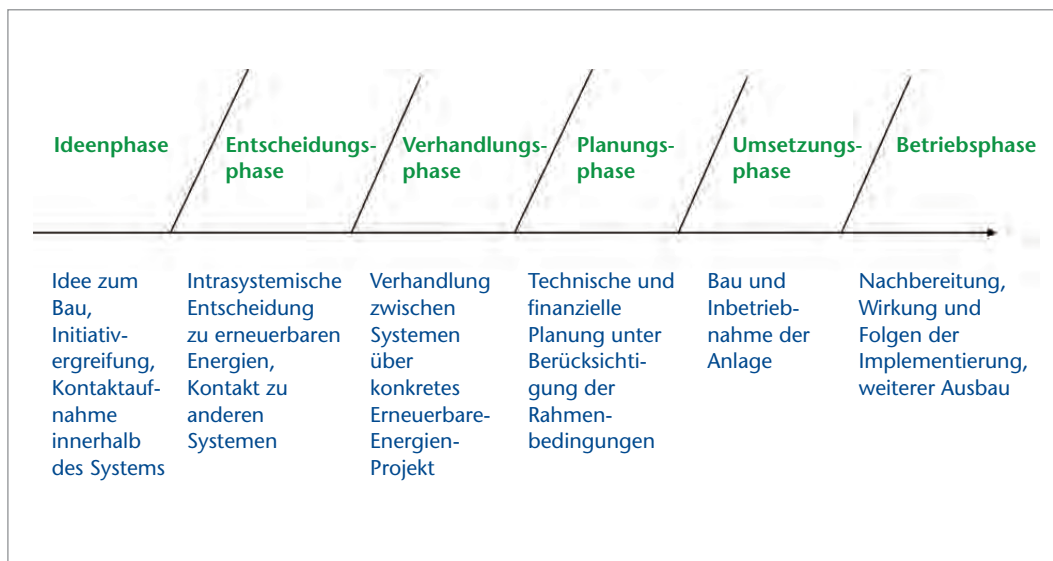 Ideenphase
Entscheidungs-
phase
Verhandlungs-
phase
Planungs-
phase
Umsetzungs-
phase
Betriebsphase
Idee zum
Bau,
Initiativ-
ergreifung,
Kontaktauf-
nahme
innerhalb
des Systems
Intrasystemische
Entscheidung
zu erneuerbaren
Energien,
Kontakt zu
anderen
Systemen
Verhandlung
zwischen
Systemen
über
konkretes
Erneuerbare-
Energien-
Projekt
Technische und
finanzielle
Planung unter
Berücksichti-
gung der
Rahmen-
bedingungen
Bau und
Inbetrieb-
nahme der
Anlage
Nachbereitung,
Wirkung und
Folgen der
Implementierung,
weiterer Ausbau